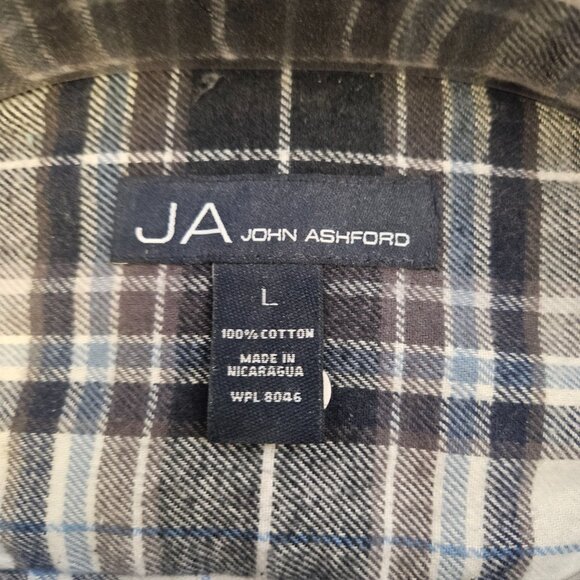 JA JOHN ASHFORD
L
100% COTTON
MADE IN
NICARAGUA
WPL 8046